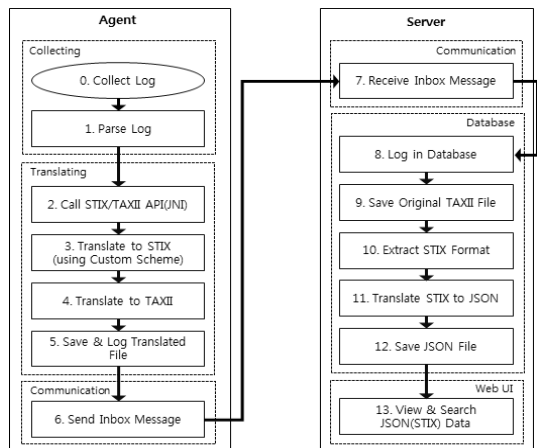 Agent
Collecting
0. Collect Log
1. Parse Log
Translating
2. Call STIX/TAXII API(JNI)
3. Translate to STIX
(using Custom Scheme)
4. Translate to TAXII
5. Save & Log Translated
File
Communication
6. Send Inbox Message
Server
Communication
7. Receive Inbox Message
Database
8. Log in Database
9. Save Original TAXII File
10. Extract STIX Format
11. Translate STIX to JSON
12. Save JSON File
Web UI
13. View & Search
JSON(STIX) Data